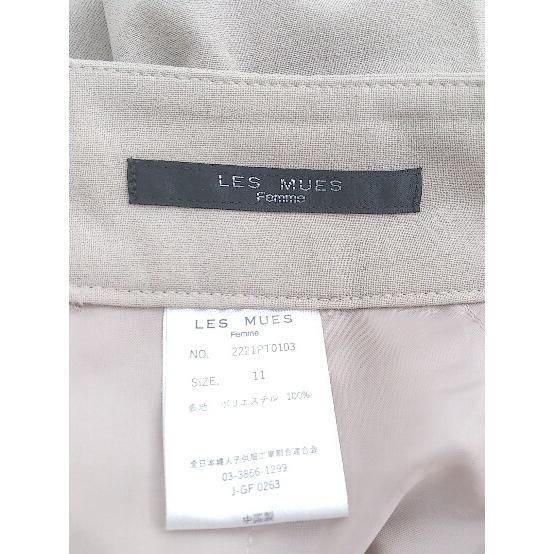 LES MUES
Femme
LES MUES
Femme
NO. 2221PT0103
SIZE. 11
表地 ポリエステル 100%
全日本婦人子供服工業組合連合会
03-3866-1299
J-GF 0263
中国製